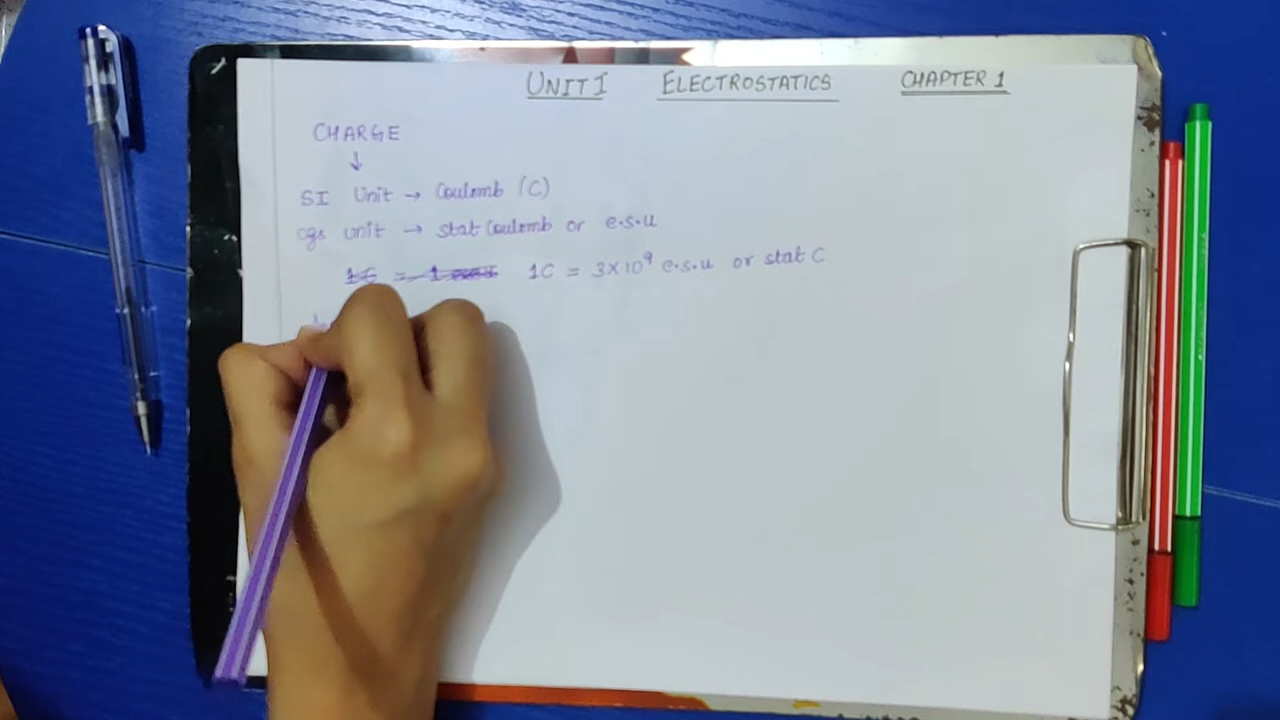 UNIT I ELECTROSTATICS CHAPTER 1
CHARGE
↓
SI Unit → Coulomb (C)
cgs unit → stat Coulomb or e.s.u
1C = 3×10⁹ e.s.u or stat C